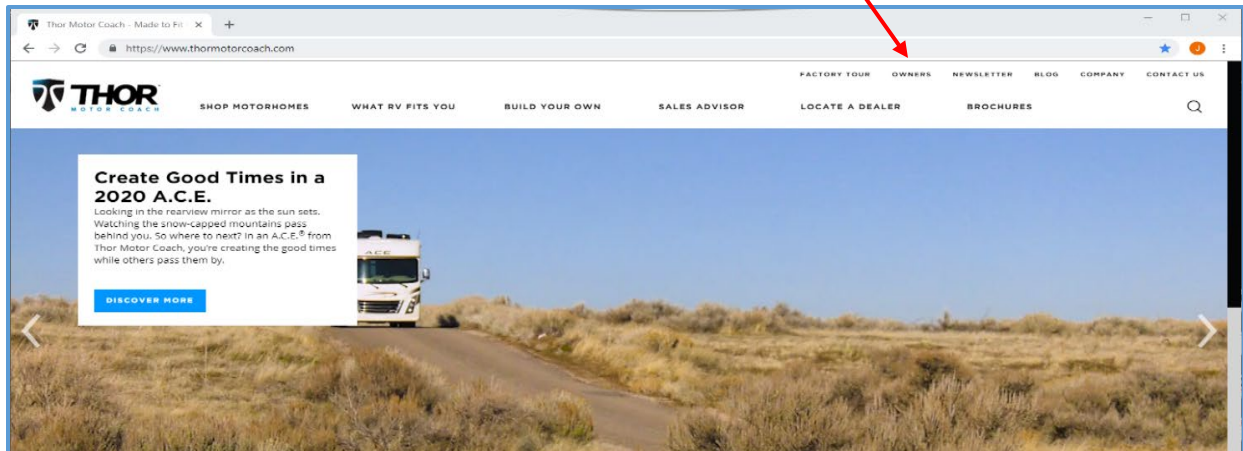 Thor Motor Coach - Made to Fit
https://www.thormotorcoach.com
FACTORY TOUR OWNERS NEWSLETTER BLOG COMPANY CONTACT US
THOR
MOTOR COACH
SHOP MOTORHOMES WHAT RV FITS YOU BUILD YOUR OWN SALES ADVISOR LOCATE A DEALER BROCHURES
Create Good Times in a
2020 A.C.E.
Looking in the rearview mirror as the sun sets.
Watching the snow-capped mountains pass
behind you. So where to next? In an A.C.E.® from
Thor Motor Coach, you're creating the good times
while others pass them by.
DISCOVER MORE
ACE
J